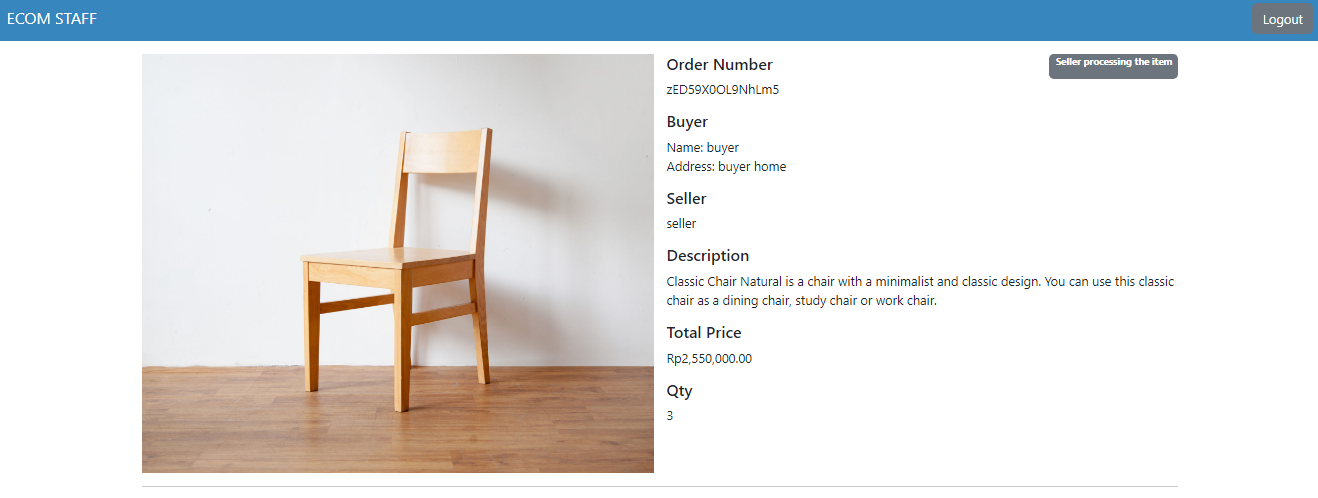 ECOM STAFF
Logout
Order Number
Seller processing the item
zED59X0OL9NhLm5
Buyer
Name: buyer
Address: buyer home
Seller
seller
Description
Classic Chair Natural is a chair with a minimalist and classic design. You can use this classic
chair as a dining chair, study chair or work chair.
Total Price
Rp2,550,000.00
Qty
3